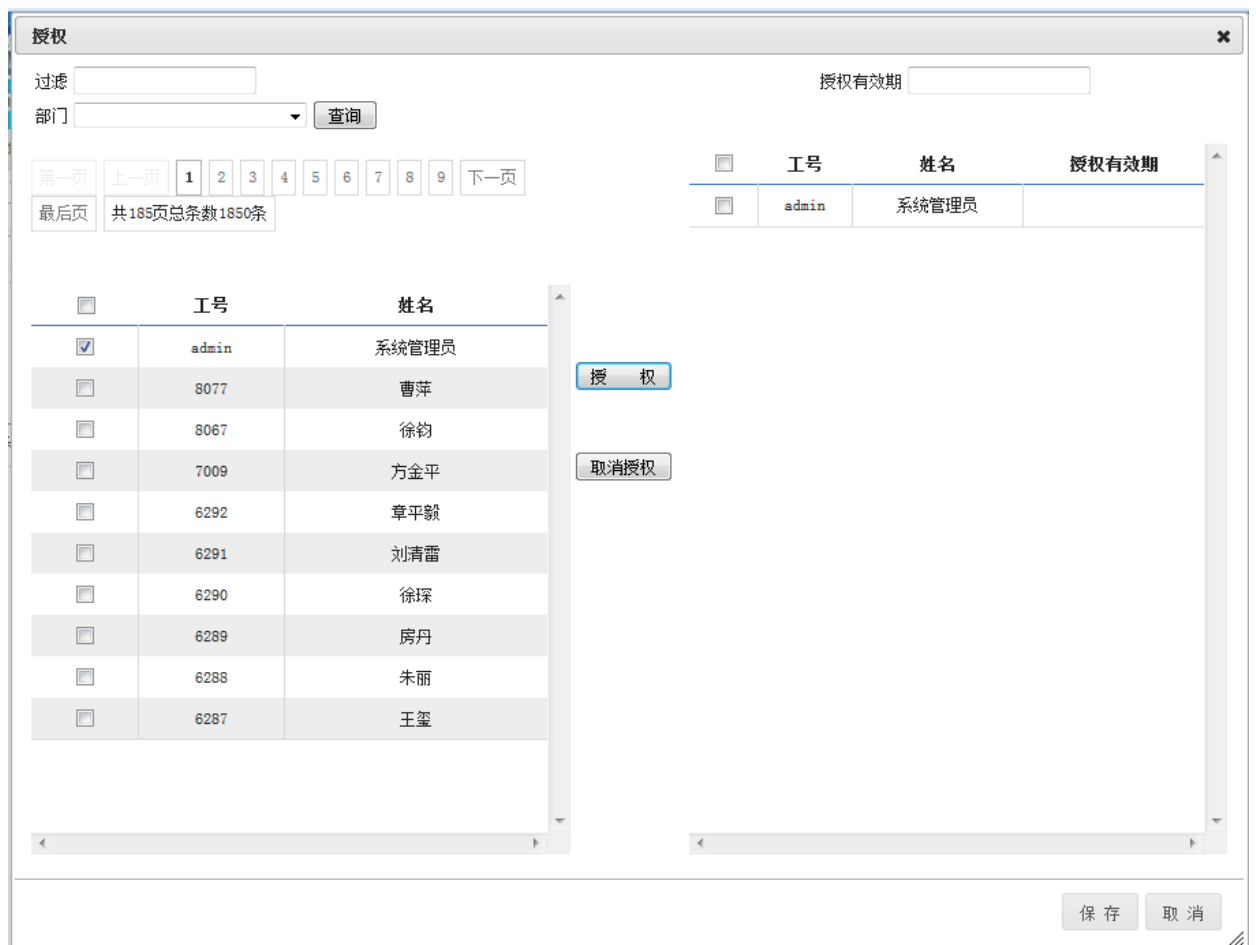 授权
过滤
授权有效期
部门 查询
第一页 上一页 1 2 3 4 5 6 7 8 9 下一页
最后页 共185页总条数1850条
工号 姓名 授权有效期
admin 系统管理员
工号 姓名
admin 系统管理员
8077 曹萍
8067 徐钧
7009 方金平
6292 章平毅
6291 刘清雷
6290 徐琛
6289 房丹
6288 朱丽
6287 王玺
授 权
取消授权
保存 取消